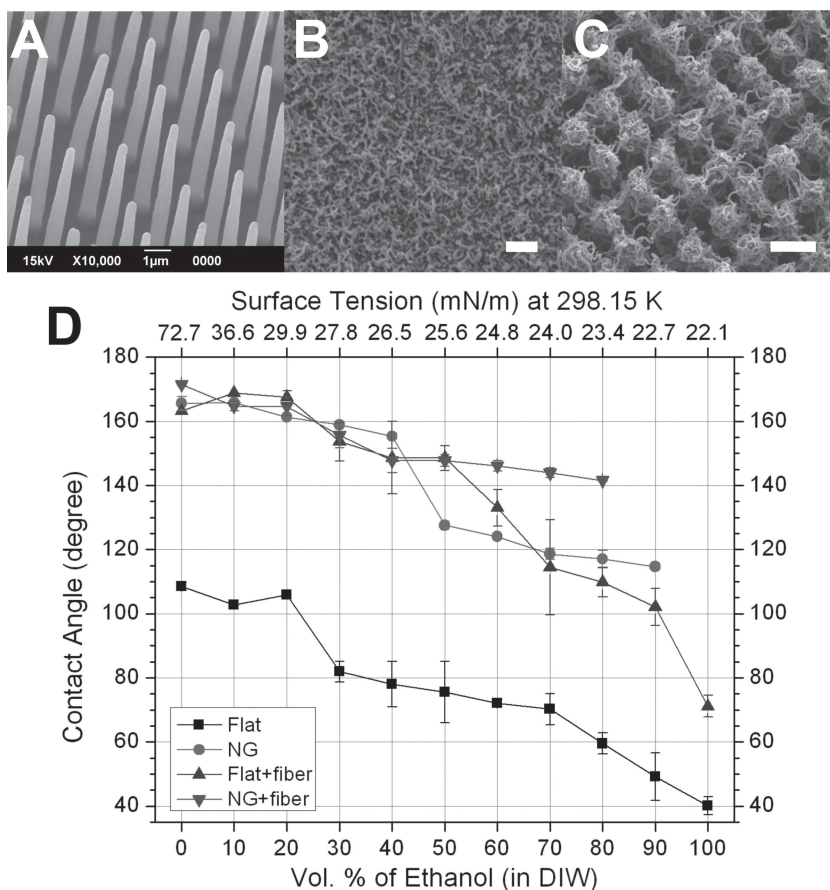 A
B
C
15kV X10,000 1µm 0000
D
Surface Tension (mN/m) at 298.15 K
72.7 36.6 29.9 27.8 26.5 25.6 24.8 24.0 23.4 22.7 22.1
180 180
160 160
140 140
120 120
100 100
80 80
60 60
40 40
Contact Angle (degree)
Flat
NG
Flat+fiber
NG+fiber
0 10 20 30 40 50 60 70 80 90 100
Vol. % of Ethanol (in DIW)